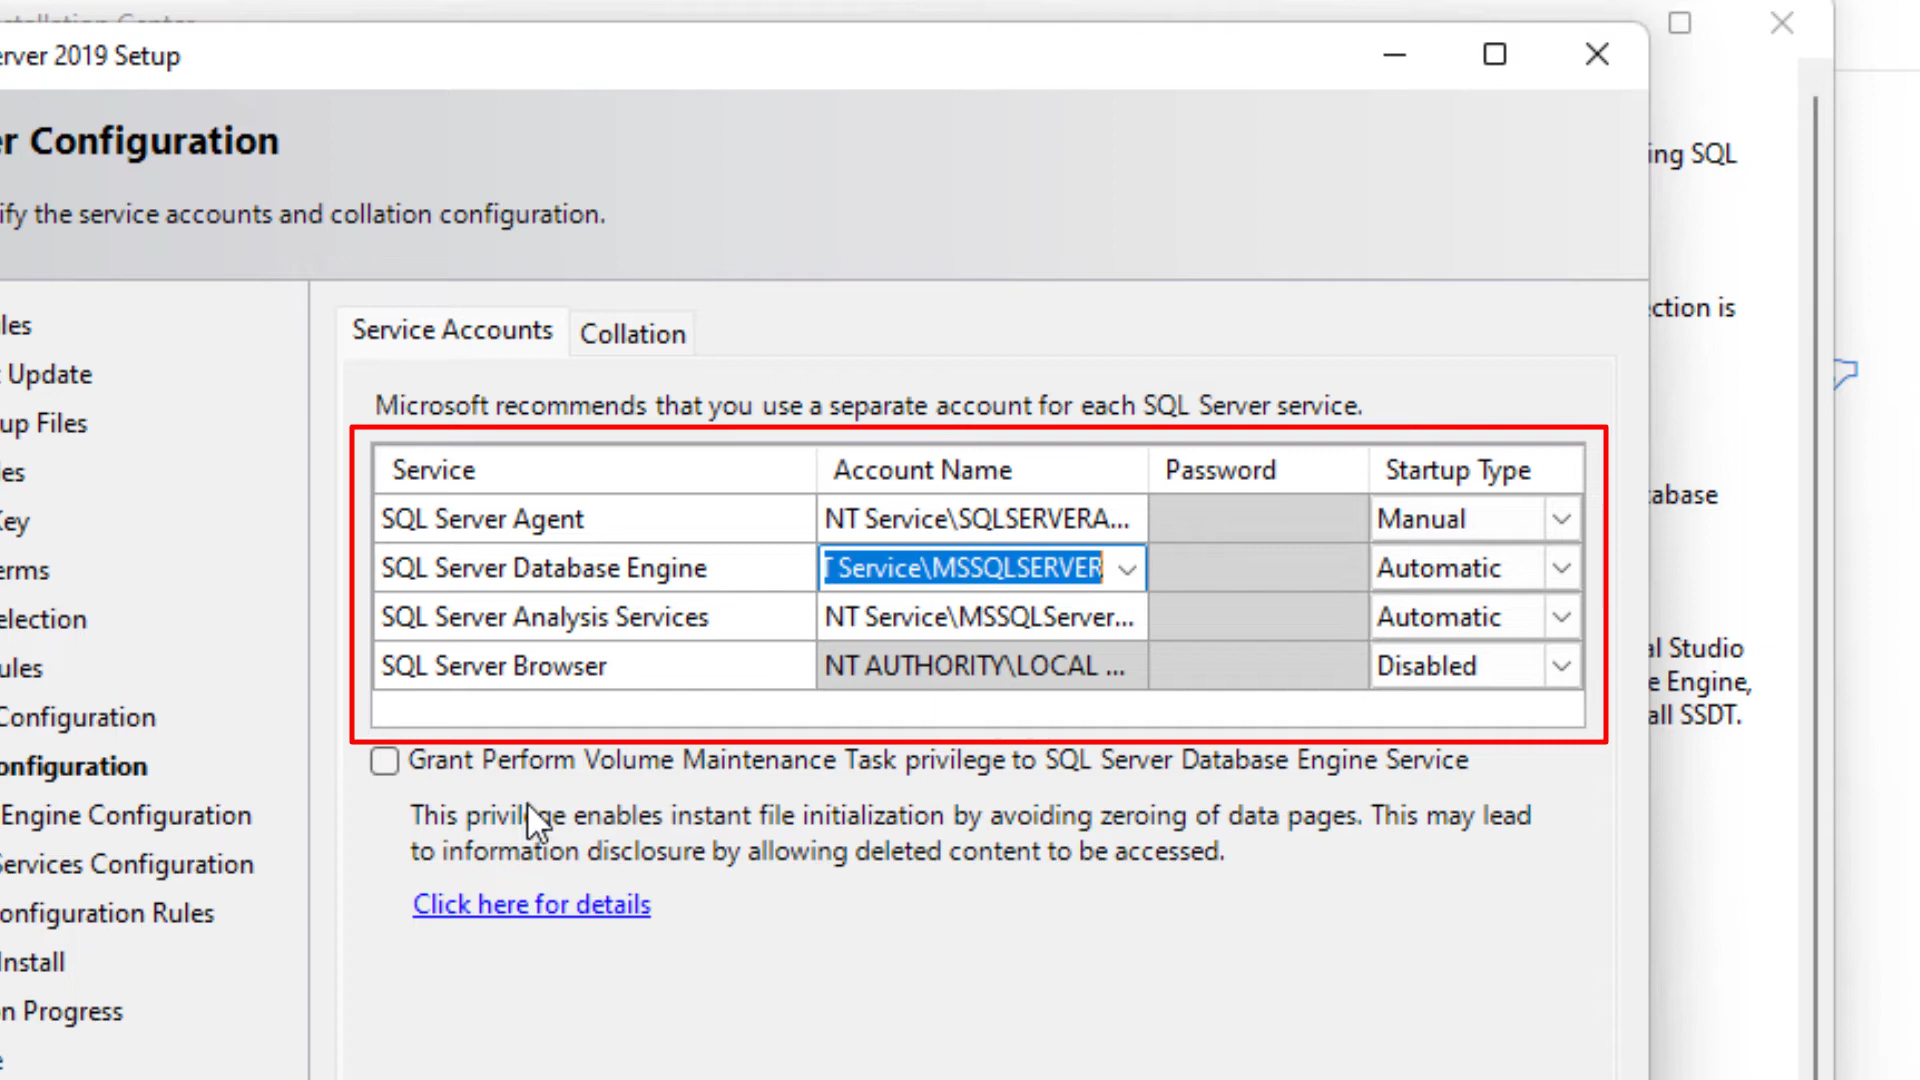 erver 2019 Setup
er Configuration
ify the service accounts and collation configuration.
les
t Update
up Files
les
Key
erms
election
ules
Configuration
onfiguration
Engine Configuration
Services Configuration
onfiguration Rules
Install
on Progress
e
Service Accounts
Collation
Microsoft recommends that you use a separate account for each SQL Server service.
Service Account Name Password Startup Type
SQL Server Agent NT Service\SQLSERVERA... Manual
SQL Server Database Engine T Service\MSSQLSERVER Automatic
SQL Server Analysis Services NT Service\MSSQLServer... Automatic
SQL Server Browser NT AUTHORITY\LOCAL ... Disabled
Grant Perform Volume Maintenance Task privilege to SQL Server Database Engine Service
This privilege enables instant file initialization by avoiding zeroing of data pages. This may lead
to information disclosure by allowing deleted content to be accessed.
Click here for details
ing SQL
ection is
tabase
al Studio
e Engine,
all SSDT.